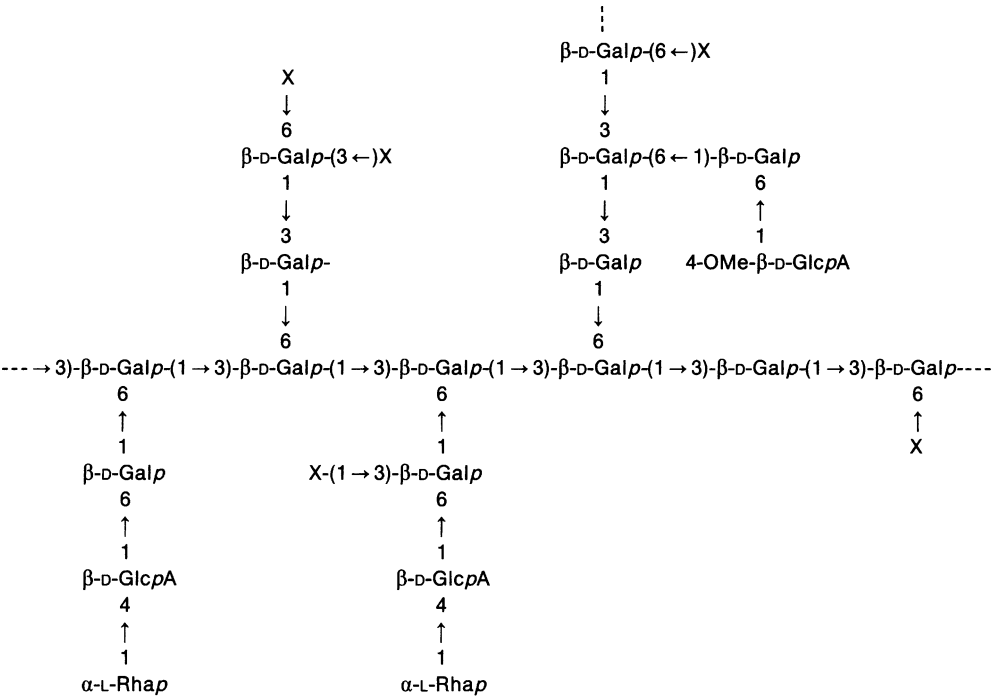 β-D-Galp-(6 ←)X
X
1
↓
↓
6
3
β-D-Galp-(3 ←)X
β-D-Galp-(6 ← 1)-β-D-Galp
1
1
6
↓
↓
↑
3
3
1
β-D-Galp-
β-D-Galp
4-OMe-β-D-GlcpA
1
1
↓
↓
6
6
--- → 3)-β-D-Galp-(1 → 3)-β-D-Galp-(1 → 3)-β-D-Galp-(1 → 3)-β-D-Galp-(1 → 3)-β-D-Galp-(1 → 3)-β-D-Galp----
6
6
6
↑
↑
↑
1
1
X
β-D-Galp
X-(1 → 3)-β-D-Galp
6
6
↑
↑
1
1
β-D-GlcpA
β-D-GlcpA
4
4
↑
↑
1
1
α-L-Rhap
α-L-Rhap